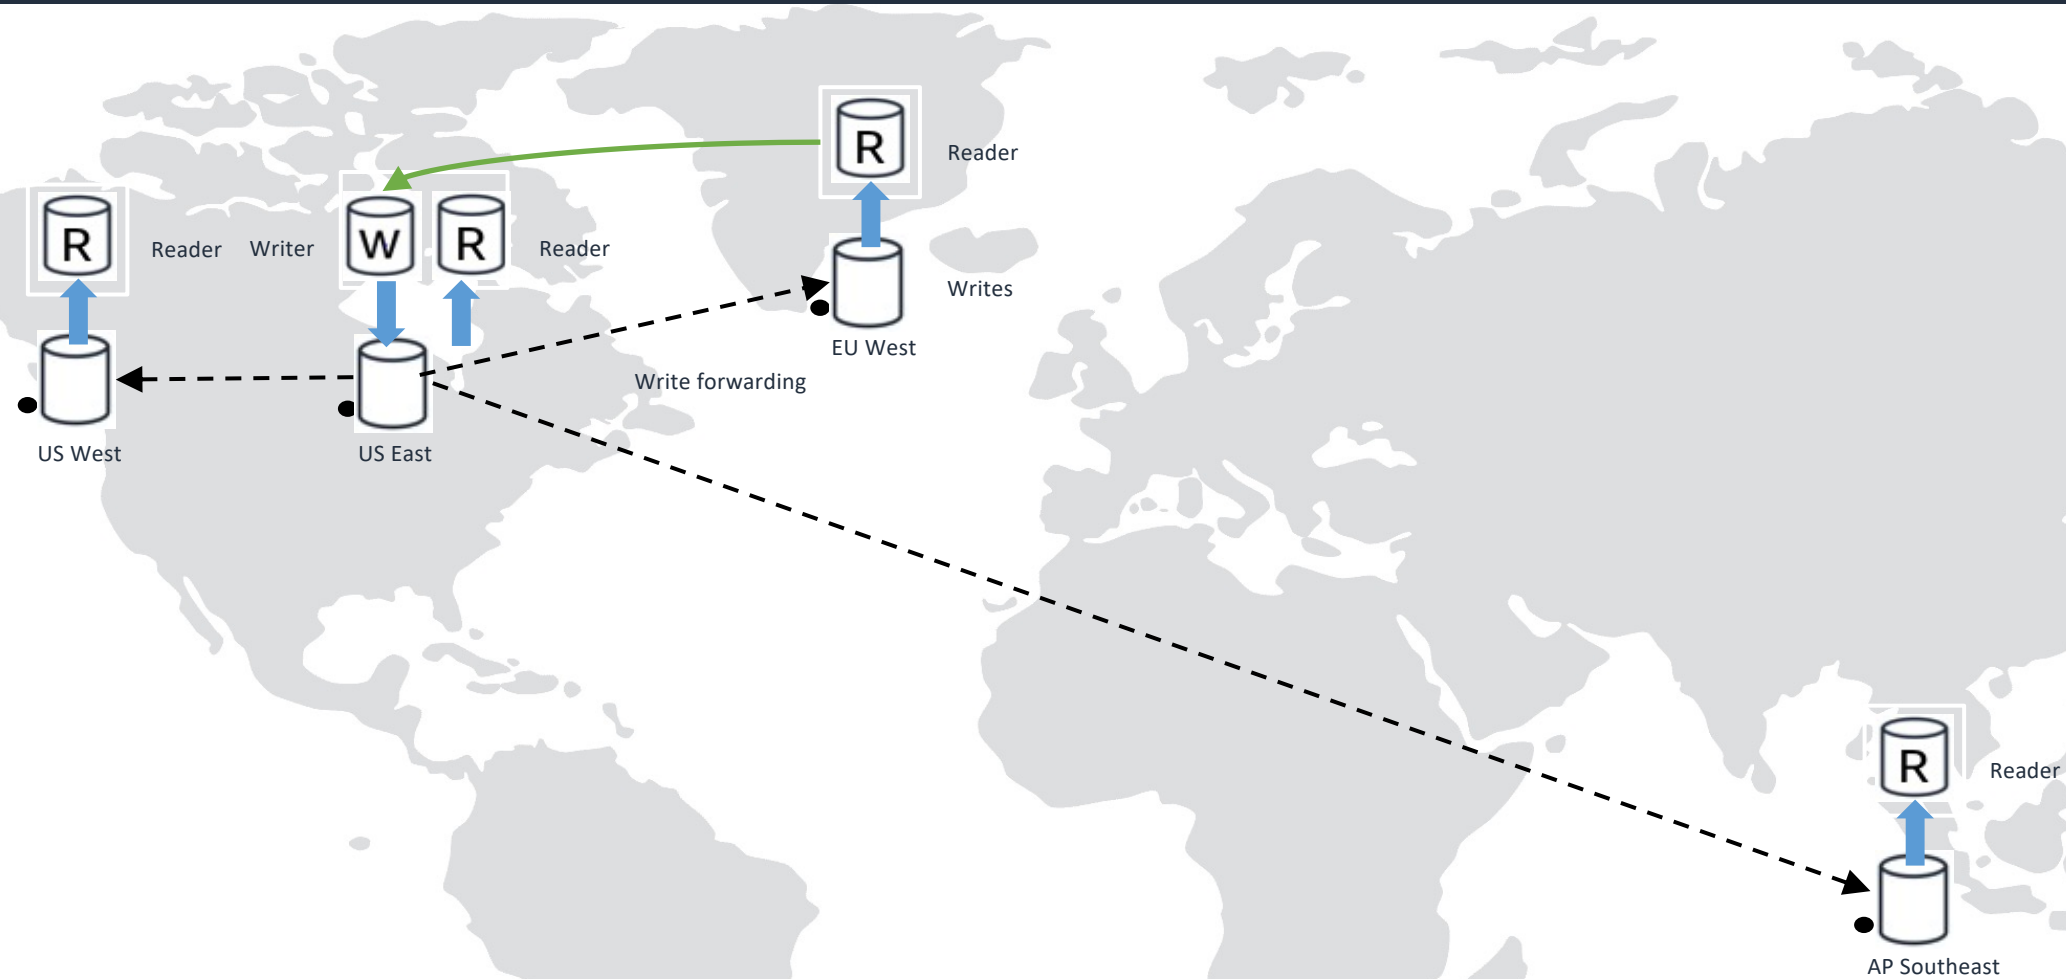 R
Reader
R
Reader
Writer
W
R
Reader
Writes
EU West
Write forwarding
US West
US East
R
Reader
AP Southeast